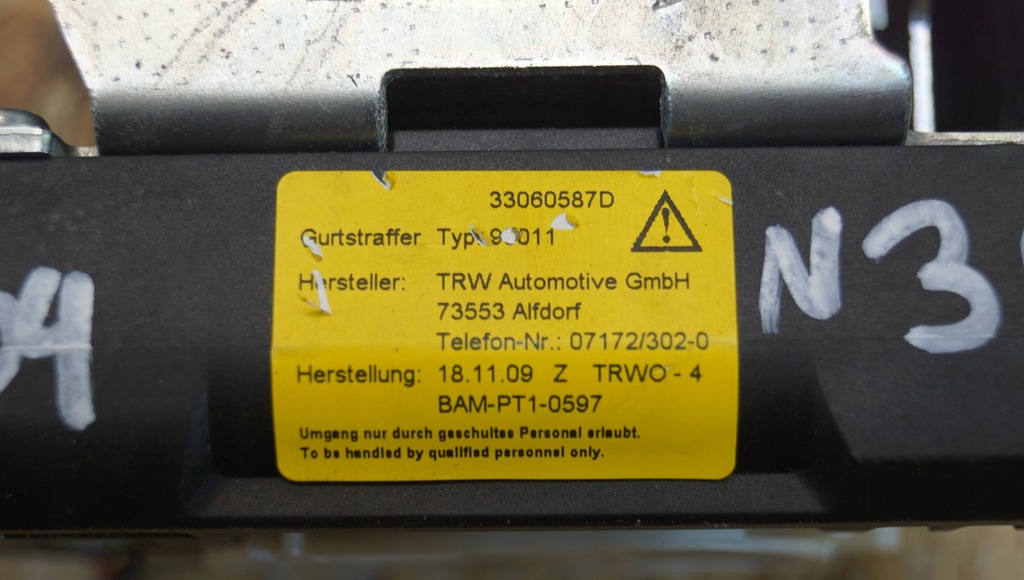 33060587D
Gurtstraffer Typ
Hersteller: TRW Automotive GmbH
73553 Alfdorf
Telefon-Nr.: 07172/302-0
Herstellung: 18.11.09 Z TRWO - 4
BAM-PT1-0597
Umgang nur durch geschultes Personal erlaubt.
To be handled by qualified personnel only.
N3